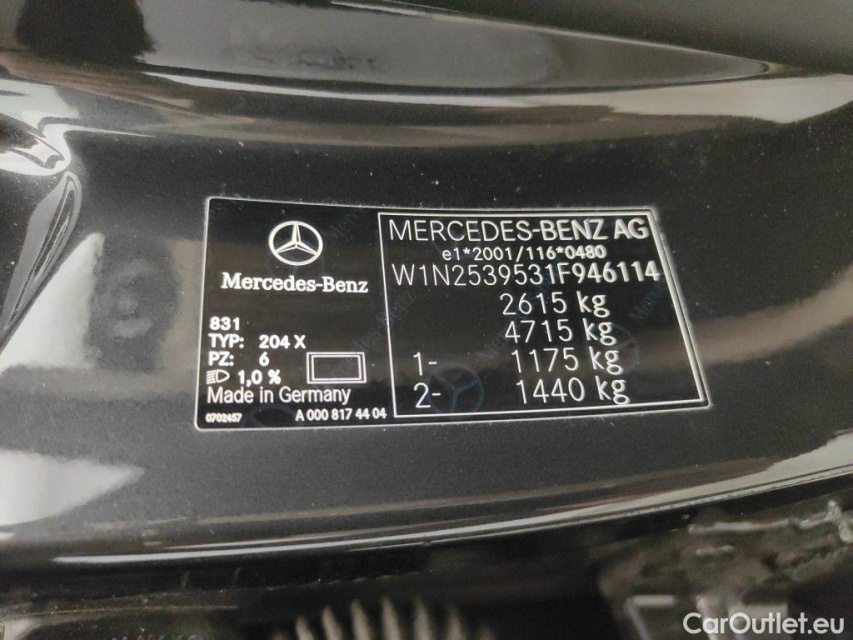 Mercedes-Benz
831
TYP: 204 X
PZ: 6
1,0 %
Made in Germany
0702457 A 000 817 44 04
MERCEDES-BENZ AG
e1*2001/116*0480
W1N2539531F946114
2615 kg
4715 kg
1- 1175 kg
2- 1440 kg
CarOutlet.eu